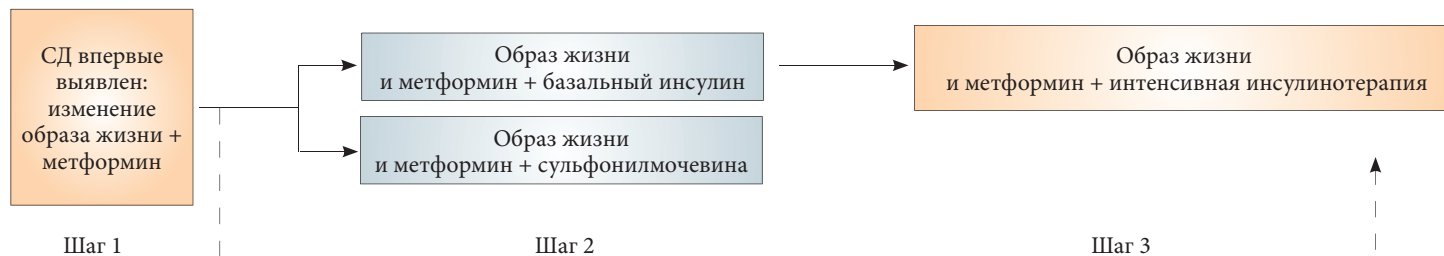 СД впервые
выявлен:
изменение
образа жизни +
метформин
Образ жизни
и метформин + базальный инсулин
Образ жизни
и метформин + сульфонилмочевина
Образ жизни
и метформин + интенсивная инсулинотерапия
Шаг 1
Шаг 2
Шаг 3